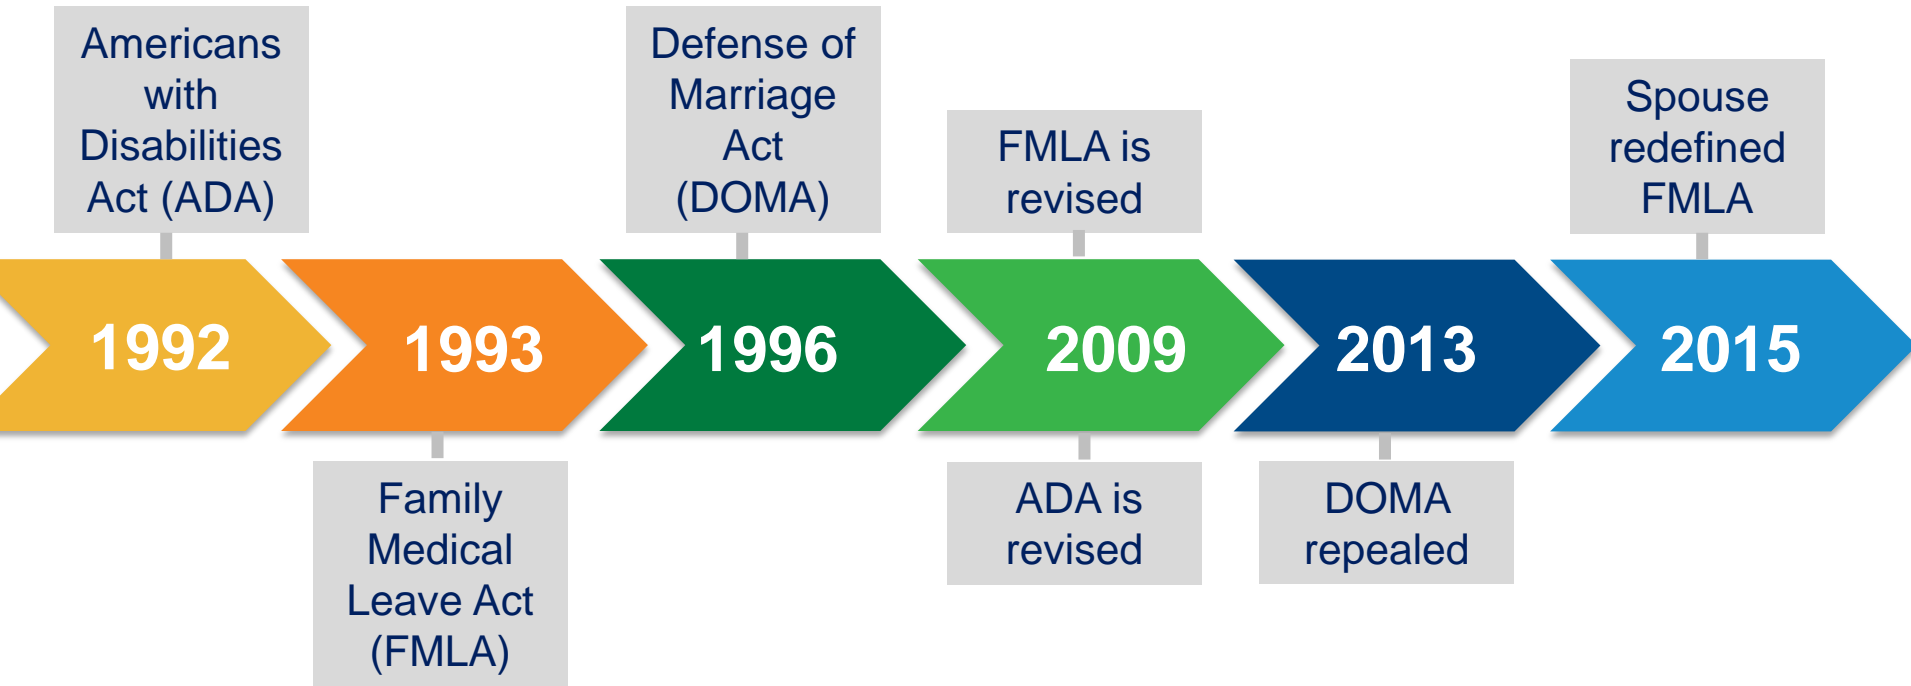 Americans
with
Disabilities
Act (ADA)
Defense of
Marriage
Act
(DOMA)
FMLA is
revised
Spouse
redefined
FMLA
1992
1993
1996
2009
2013
2015
Family
Medical
Leave Act
(FMLA)
ADA is
revised
DOMA
repealed